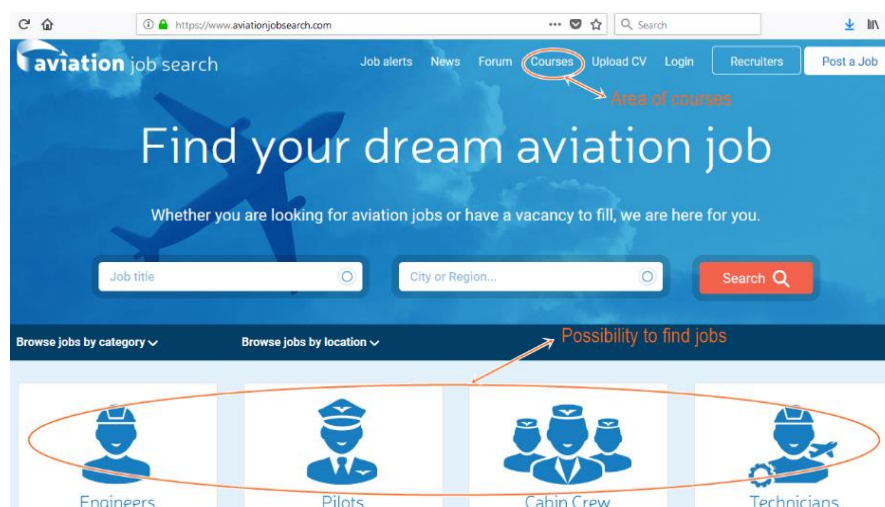 https://www.aviationjobsearch.com
Search
aviation job search
Job alerts News Forum Courses Upload CV Login Recruiters Post a Job
Area of courses
Find your dream aviation job
Whether you are looking for aviation jobs or have a vacancy to fill, we are here for you.
Job title City or Region... Search
Browse jobs by category Browse jobs by location
Possibility to find jobs
Engineers Pilots Cabin Crew Technicians